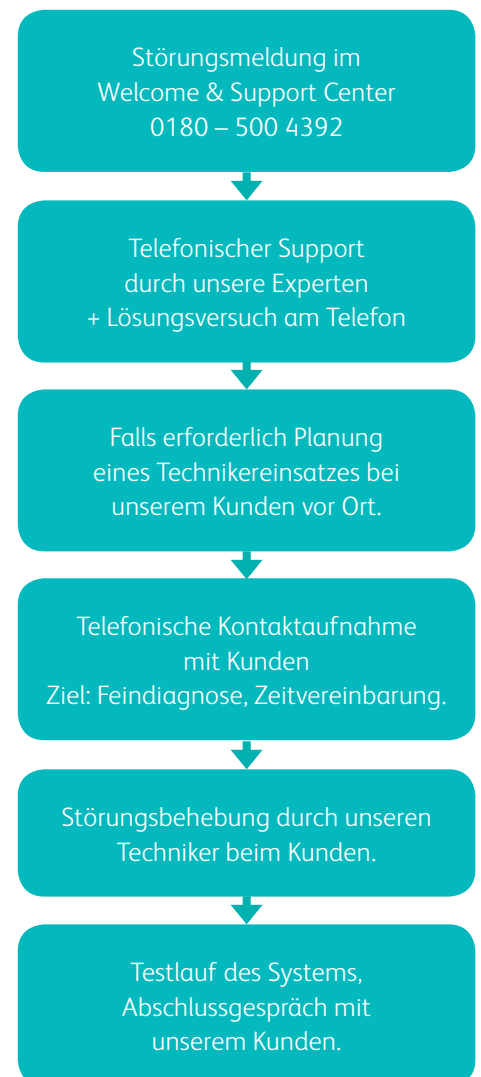 Störungsmeldung im
Welcome & Support Center
0180 – 500 4392
Telefonischer Support
durch unsere Experten
+ Lösungsversuch am Telefon
Falls erforderlich Planung
eines Technikereinsatzes bei
unserem Kunden vor Ort.
Telefonische Kontaktaufnahme
mit Kunden
Ziel: Feindiagnose, Zeitvereinbarung.
Störungsbehebung durch unseren
Techniker beim Kunden.
Testlauf des Systems,
Abschlussgespräch mit
unserem Kunden.